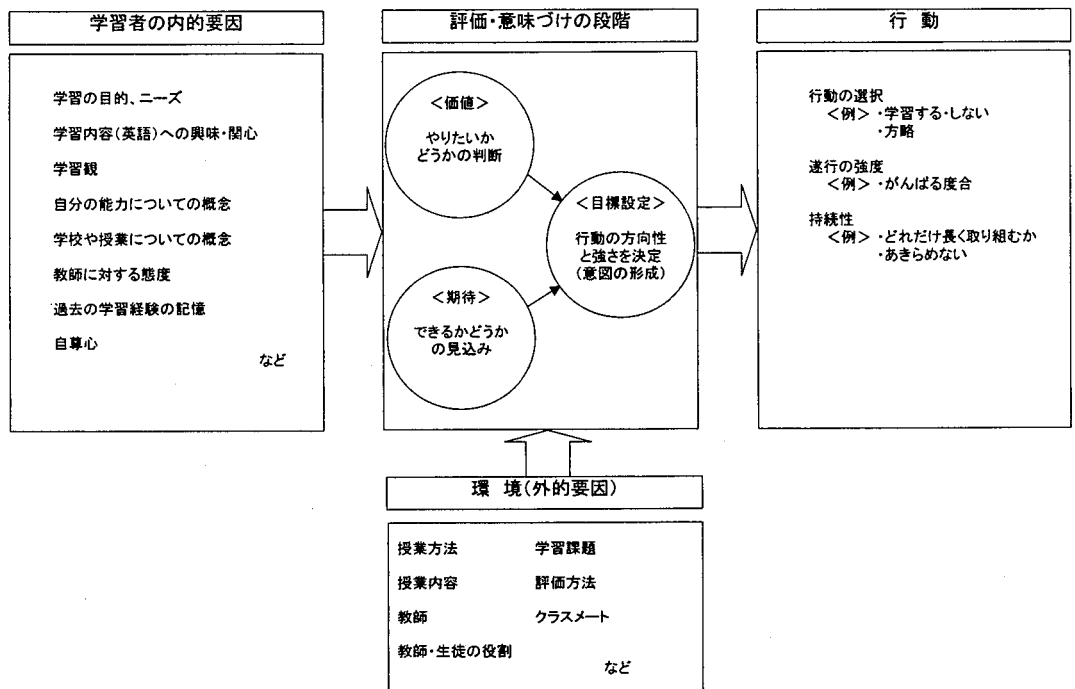 学習者の内的要因
学習の目的、ニーズ
学習内容(英語)への興味・関心
学習観
自分の能力についての概念
学校や授業についての概念
教師に対する態度
過去の学習経験の記憶
自尊心
など
評価・意味づけの段階
<価値>
やりたいか
どうかの判断
<期待>
できるかどうか
の見込み
<目標設定>
行動の方向性
と強さを決定
(意図の形成)
行 動
行動の選択
<例> ・学習する・しない
・方略
遂行の強度
<例> ・がんばる度合
持続性
<例> ・どれだけ長く取り組むか
・あきらめない
環 境(外的要因)
授業方法 学習課題
授業内容 評価方法
教師 クラスメート
教師・生徒の役割
など